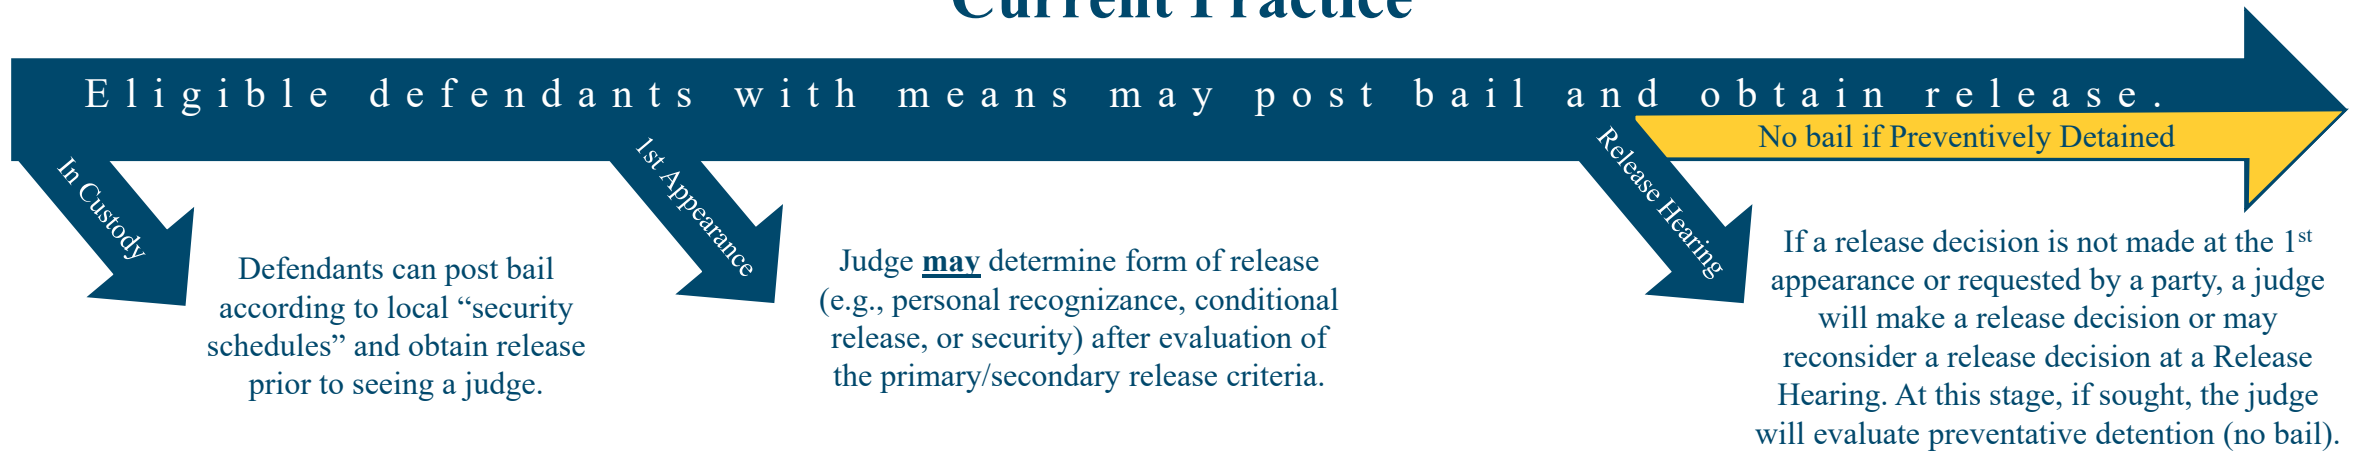 Current Practice
Eligible defendants with means may post bail and obtain release.
No bail if Preventively Detained
In Custody
Defendants can post bail
according to local “security
schedules” and obtain release
prior to seeing a judge.
1st Appearance
Judge may determine form of release
(e.g., personal recognizance, conditional
release, or security) after evaluation of
the primary/secondary release criteria.
Release Hearing
If a release decision is not made at the 1st
appearance or requested by a party, a judge
will make a release decision or may
reconsider a release decision at a Release
Hearing. At this stage, if sought, the judge
will evaluate preventative detention (no bail).